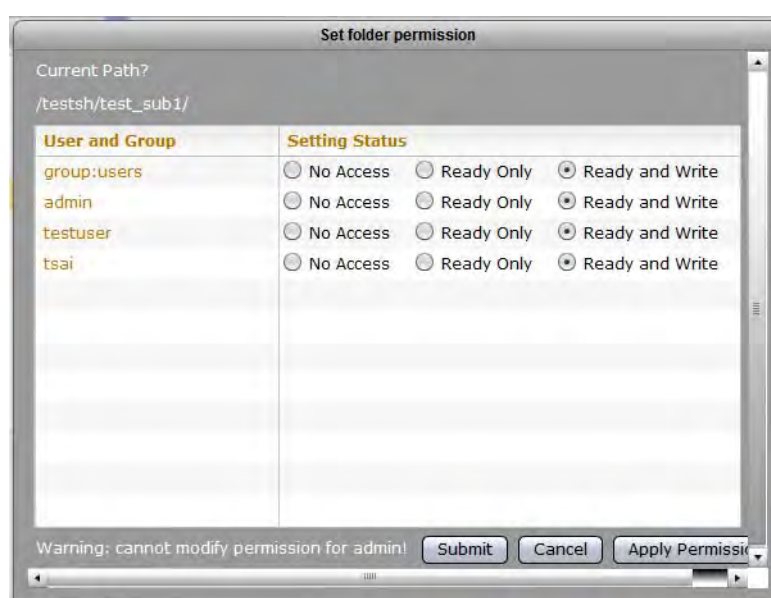 Set folder permission
Current Path?
/testsh/test_sub1/
User and Group Setting Status
group:users No Access Ready Only Ready and Write
admin No Access Ready Only Ready and Write
testuser No Access Ready Only Ready and Write
tsai No Access Ready Only Ready and Write
Warning: cannot modify permission for admin! Submit Cancel Apply